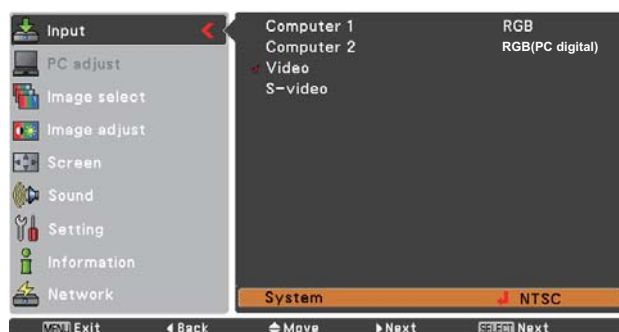 Input
PC adjust
Image select
Image adjust
Screen
Sound
Setting
Information
Network
Computer 1 RGB
Computer 2 RGB(PC digital)
Video
S-video
System NTSC
MENU Exit ◀Back ◆Move ▶Next SELECT Next